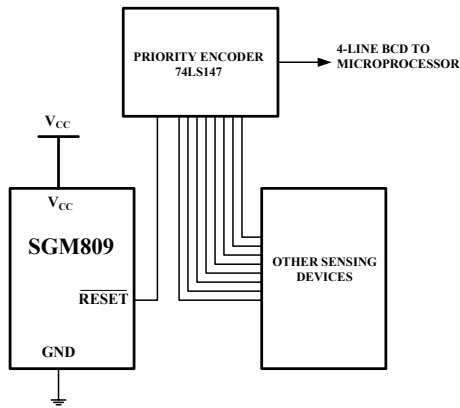 PRIORITY ENCODER
74LS147
4-LINE BCD TO
MICROPROCESSOR
VCC
VCC
SGM809
RESET
GND
OTHER SENSING
DEVICES